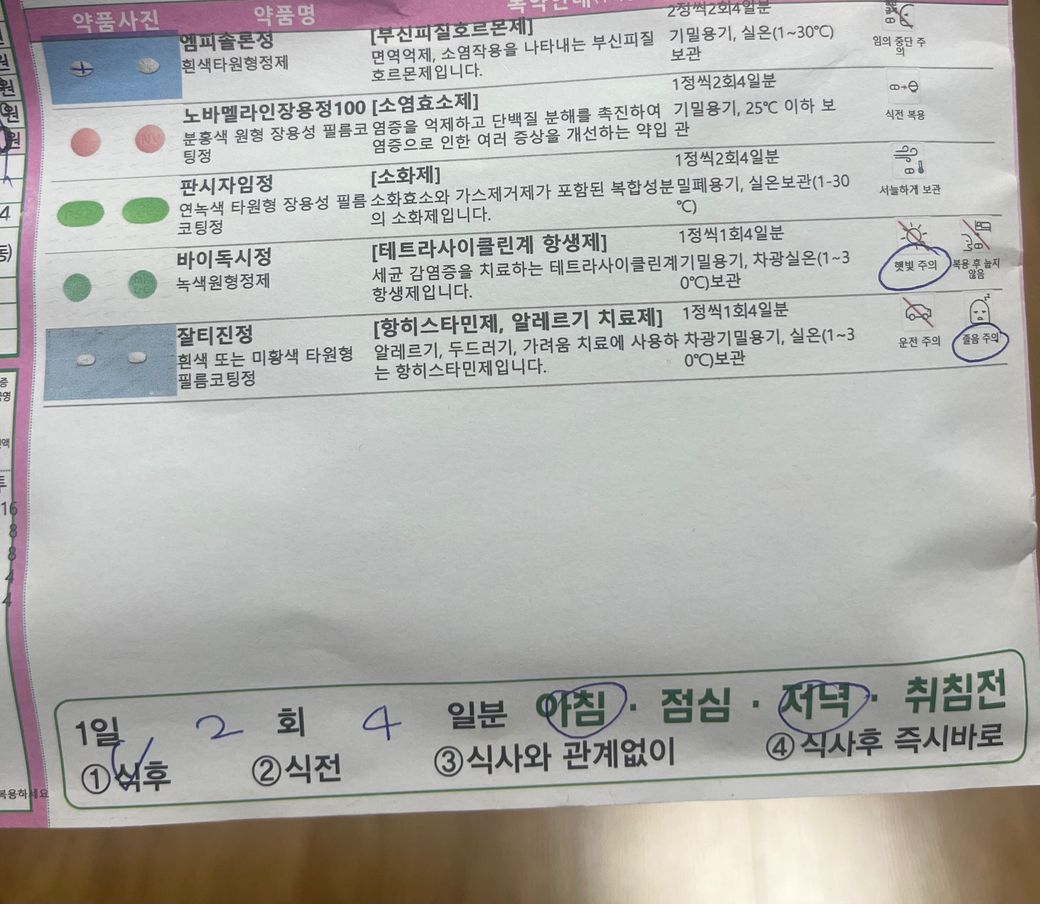 약품사진 약품명
엠피솔론정 [부신피질호르몬제] 2정씩2회4일분
흰색타원형정제 면역억제, 소염작용을 나타내는 부신피질 기밀용기, 실온(1~30℃) 임의 중단 주
호르몬제입니다. 보관 의
노바멜라인장용정100 [소염효소제] 1정씩2회4일분
분홍색 원형 장용성 필름코 염증을 억제하고 단백질 분해를 촉진하여 기밀용기, 25℃ 이하 보 식전 복용
팅정 염증으로 인한 여러 증상을 개선하는 약입 관
판시자임정 [소화제] 1정씩2회4일분
연녹색 타원형 장용성 필름 소화효소와 가스제거제가 포함된 복합성분 밀폐용기, 실온보관(1-30 서늘하게 보관
코팅정 의 소화제입니다. ℃)
바이독시정 [테트라사이클린계 항생제] 1정씩1회4일분
녹색원형정제 세균 감염증을 치료하는 테트라사이클린계 기밀용기, 차광실온(1~3 햇빛 주의 복용 후 눕지
항생제입니다. 0℃)보관 않음
잘티진정 [항히스타민제, 알레르기 치료제] 1정씩1회4일분
흰색 또는 미황색 타원형 알레르기, 두드러기, 가려움 치료에 사용하 차광기밀용기, 실온(1~3 운전 주의 졸음 주의
필름코팅정 는 항히스타민제입니다. 0℃)보관
16
8
8
4
4
1일 2 회 4 일분 아침 · 점심 · 저녁 · 취침전
①식후 ②식전 ③식사와 관계없이 ④식사후 즉시바로
복용하세요